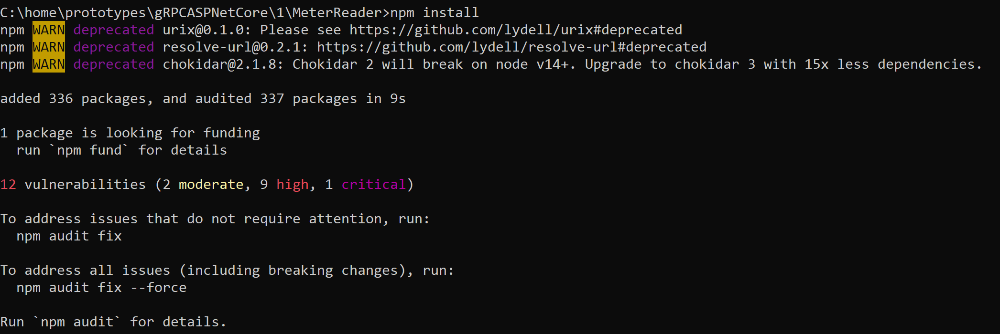 C:\home\prototypes\gRPCASPNetCore\1\MeterReader>npm install
npm WARN deprecated urix@0.1.0: Please see https://github.com/lydell/urix#deprecated
npm WARN deprecated resolve-url@0.2.1: https://github.com/lydell/resolve-url#deprecated
npm WARN deprecated chokidar@2.1.8: Chokidar 2 will break on node v14+. Upgrade to chokidar 3 with 15x less dependencies.
added 336 packages, and audited 337 packages in 9s
1 package is looking for funding
  run `npm fund` for details
12 vulnerabilities (2 moderate, 9 high, 1 critical)
To address issues that do not require attention, run:
  npm audit fix
To address all issues (including breaking changes), run:
  npm audit fix --force
Run `npm audit` for details.